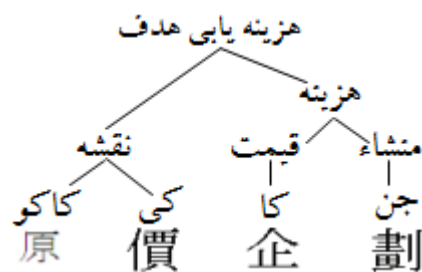 هزینه یابی هدف
هزینه
منشاء قیمت نقشه
جن کا کی کاکو
原價企劃